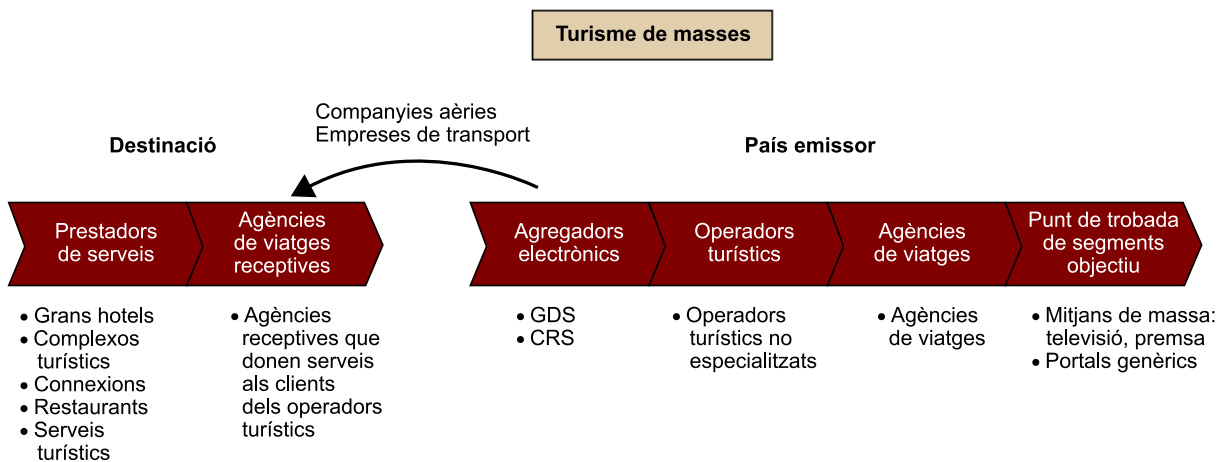 Turisme de masses
Companyies aèries
Empreses de transport
Destinació
País emissor
Prestadors
de serveis
Agències
de viatges
receptives
Agregadors
electrònics
Operadors
turístics
Agències
de viatges
Punt de trobada
de segments
objectiu
• Grans hotels
• Complexos
turístics
• Connexions
• Restaurants
• Serveis
turístics
• Agències
receptives que
donen serveis
als clients
dels operadors
turístics
• GDS
• CRS
• Operadors
turístics no
especialitzats
• Agències
de viatges
• Mitjans de massa:
televisió, premsa
• Portals genèrics